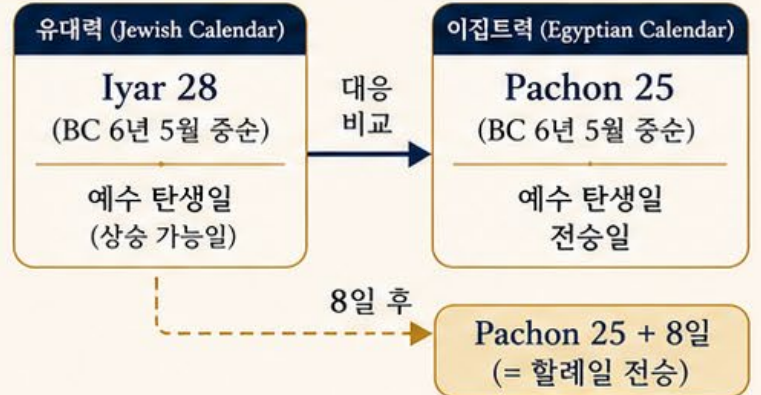 유대력 (Jewish Calendar)
Iyar 28
(BC 6년 5월 중순)
예수 탄생일
(상승 가능일)
대응
비교
이집트력 (Egyptian Calendar)
Pachon 25
(BC 6년 5월 중순)
예수 탄생일
전승일
8일 후
Pachon 25 + 8일
(= 할례일 전승)